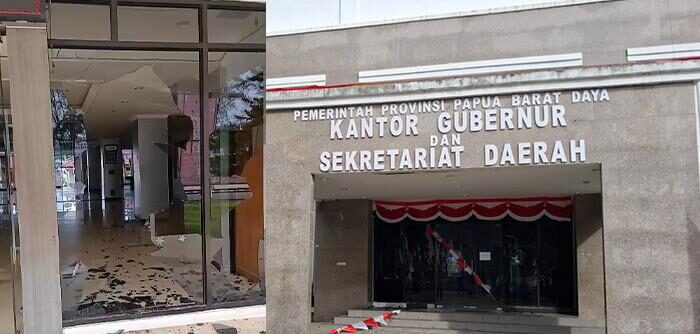 PEMERINTAH PROVINSI PAPUA BARAT DAYA
KANTOR GUBERNUR
DAN
SEKRETARIAT DAERAH